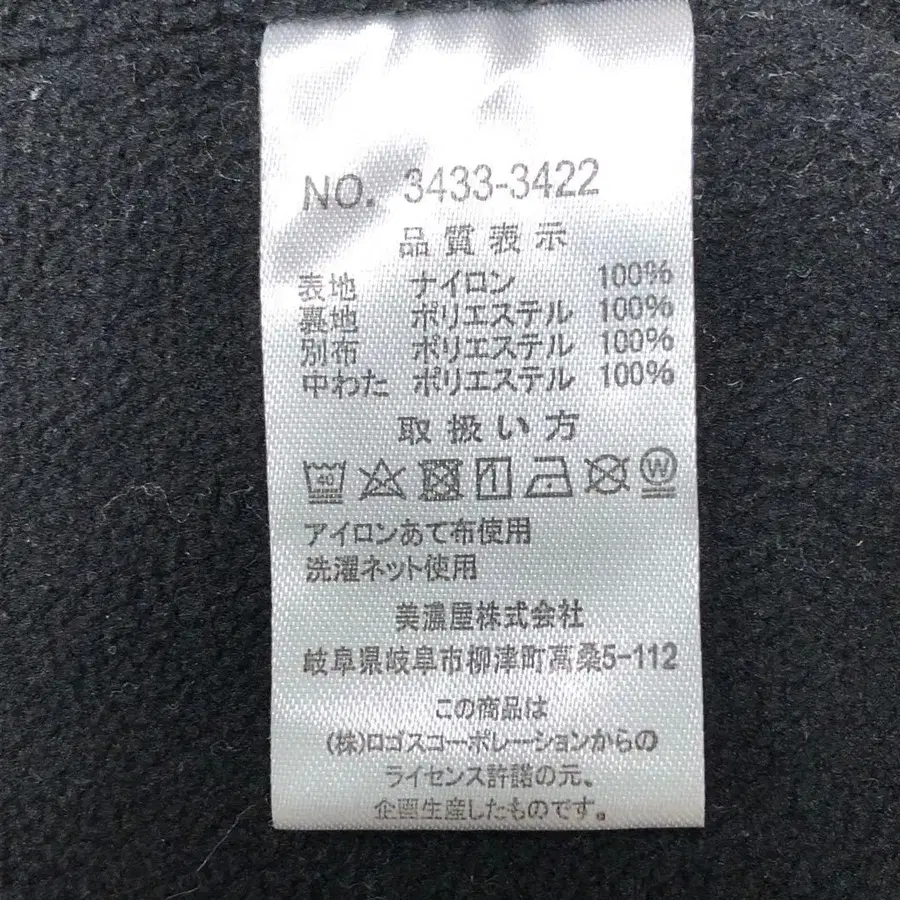 NO. 3433-3422
品質表示
表地 ナイロン 100%
裏地 ポリエステル 100%
別布 ポリエステル 100%
中わた ポリエステル 100%
取扱い方
40 W
アイロンあて布使用
洗濯ネット使用
美濃屋株式会社
岐阜県岐阜市柳津町高桑5-112
この商品は
(株)ロゴスコーポレーションからの
ライセンス許諾の元、
企画生産したものです。